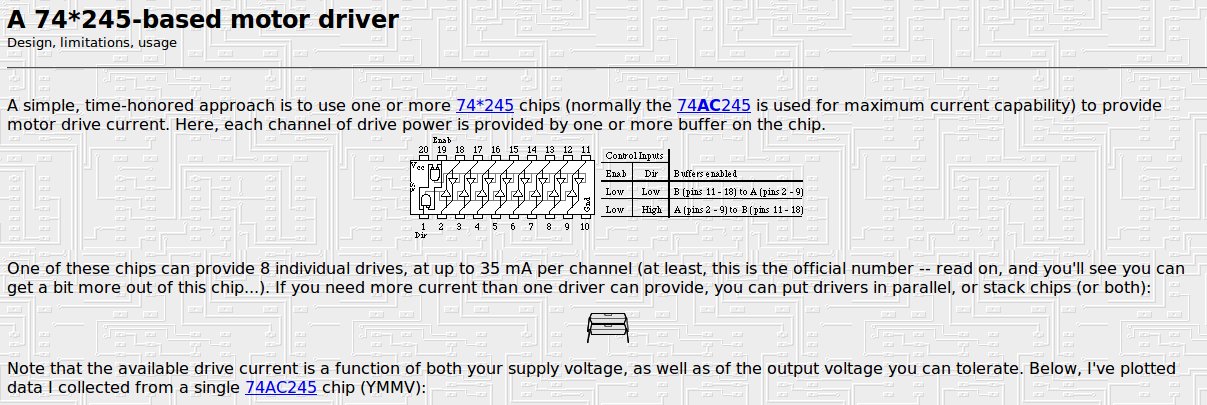 A 74*245-based motor driver
Design, limitations, usage
A simple, time-honored approach is to use one or more 74*245 chips (normally the 74AC245 is used for maximum current capability) to provide
motor drive current. Here, each channel of drive power is provided by one or more buffer on the chip.
Enab
20 19 18 17 16 15 14 13 12 11
Vcc
Gnd
1 2 3 4 5 6 7 8 9 10
Dir
Control Inputs
Enab Dir Buffers enabled
Low Low B (pins 11 - 18) to A (pins 2 - 9)
Low High A (pins 2 - 9) to B (pins 11 - 18)
One of these chips can provide 8 individual drives, at up to 35 mA per channel (at least, this is the official number -- read on, and you'll see you can
get a bit more out of this chip...). If you need more current than one driver can provide, you can put drivers in parallel, or stack chips (or both):
Note that the available drive current is a function of both your supply voltage, as well as of the output voltage you can tolerate. Below, I've plotted
data I collected from a single 74AC245 chip (YMMV):